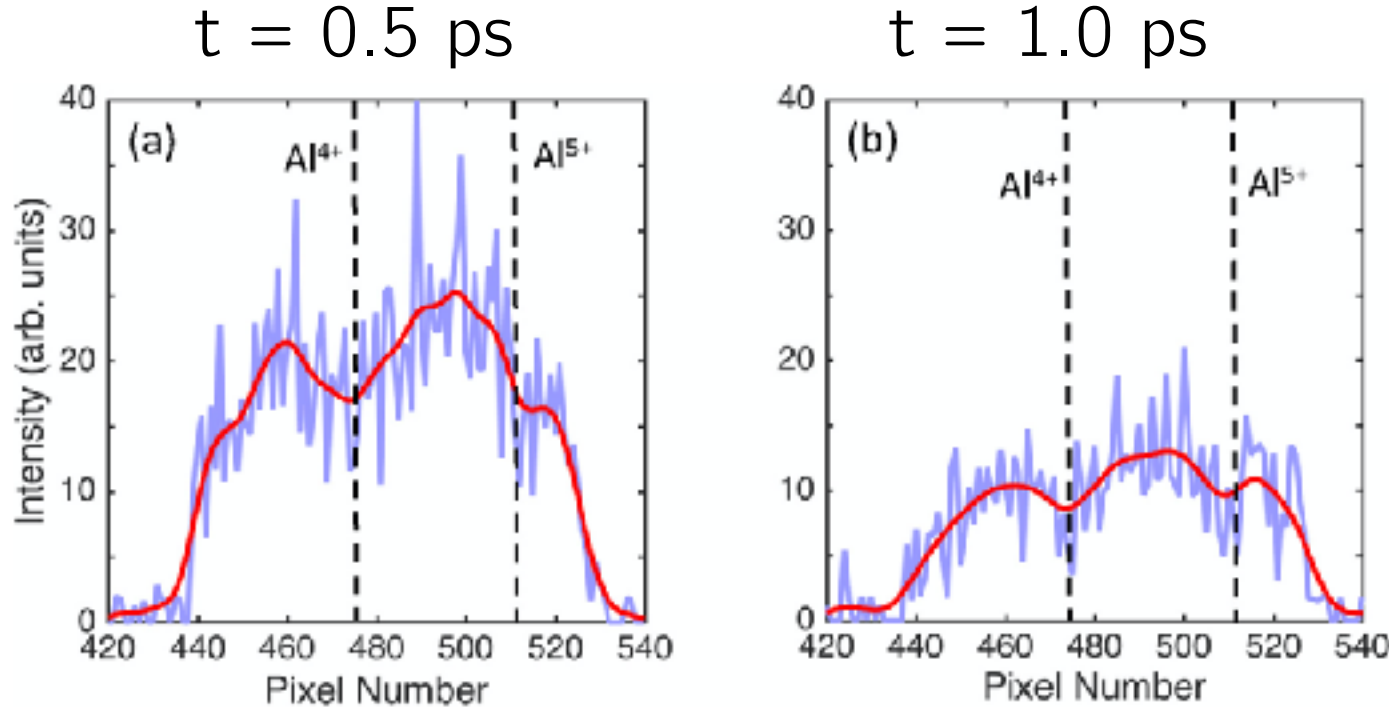 t = 0.5 ps
t = 1.0 ps
(a)
Al⁴⁺
Al⁵⁺
40
30
20
10
0
Intensity (arb. units)
420 440 460 480 500 520 540
Pixel Number
(b)
Al⁴⁺
Al⁵⁺
40
30
20
10
0
420 440 460 480 500 520 540
Pixel Number